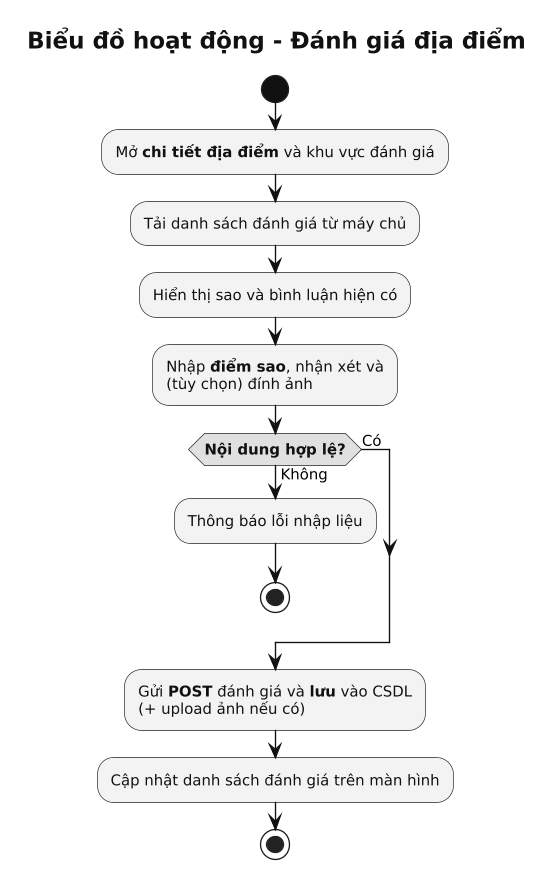 Biểu đồ hoạt động - Đánh giá địa điểm
Mở chi tiết địa điểm và khu vực đánh giá
Tải danh sách đánh giá từ máy chủ
Hiển thị sao và bình luận hiện có
Nhập điểm sao, nhận xét và
(tùy chọn) đính ảnh
Nội dung hợp lệ?
Có
Không
Thông báo lỗi nhập liệu
Gửi POST đánh giá và lưu vào CSDL
(+ upload ảnh nếu có)
Cập nhật danh sách đánh giá trên màn hình